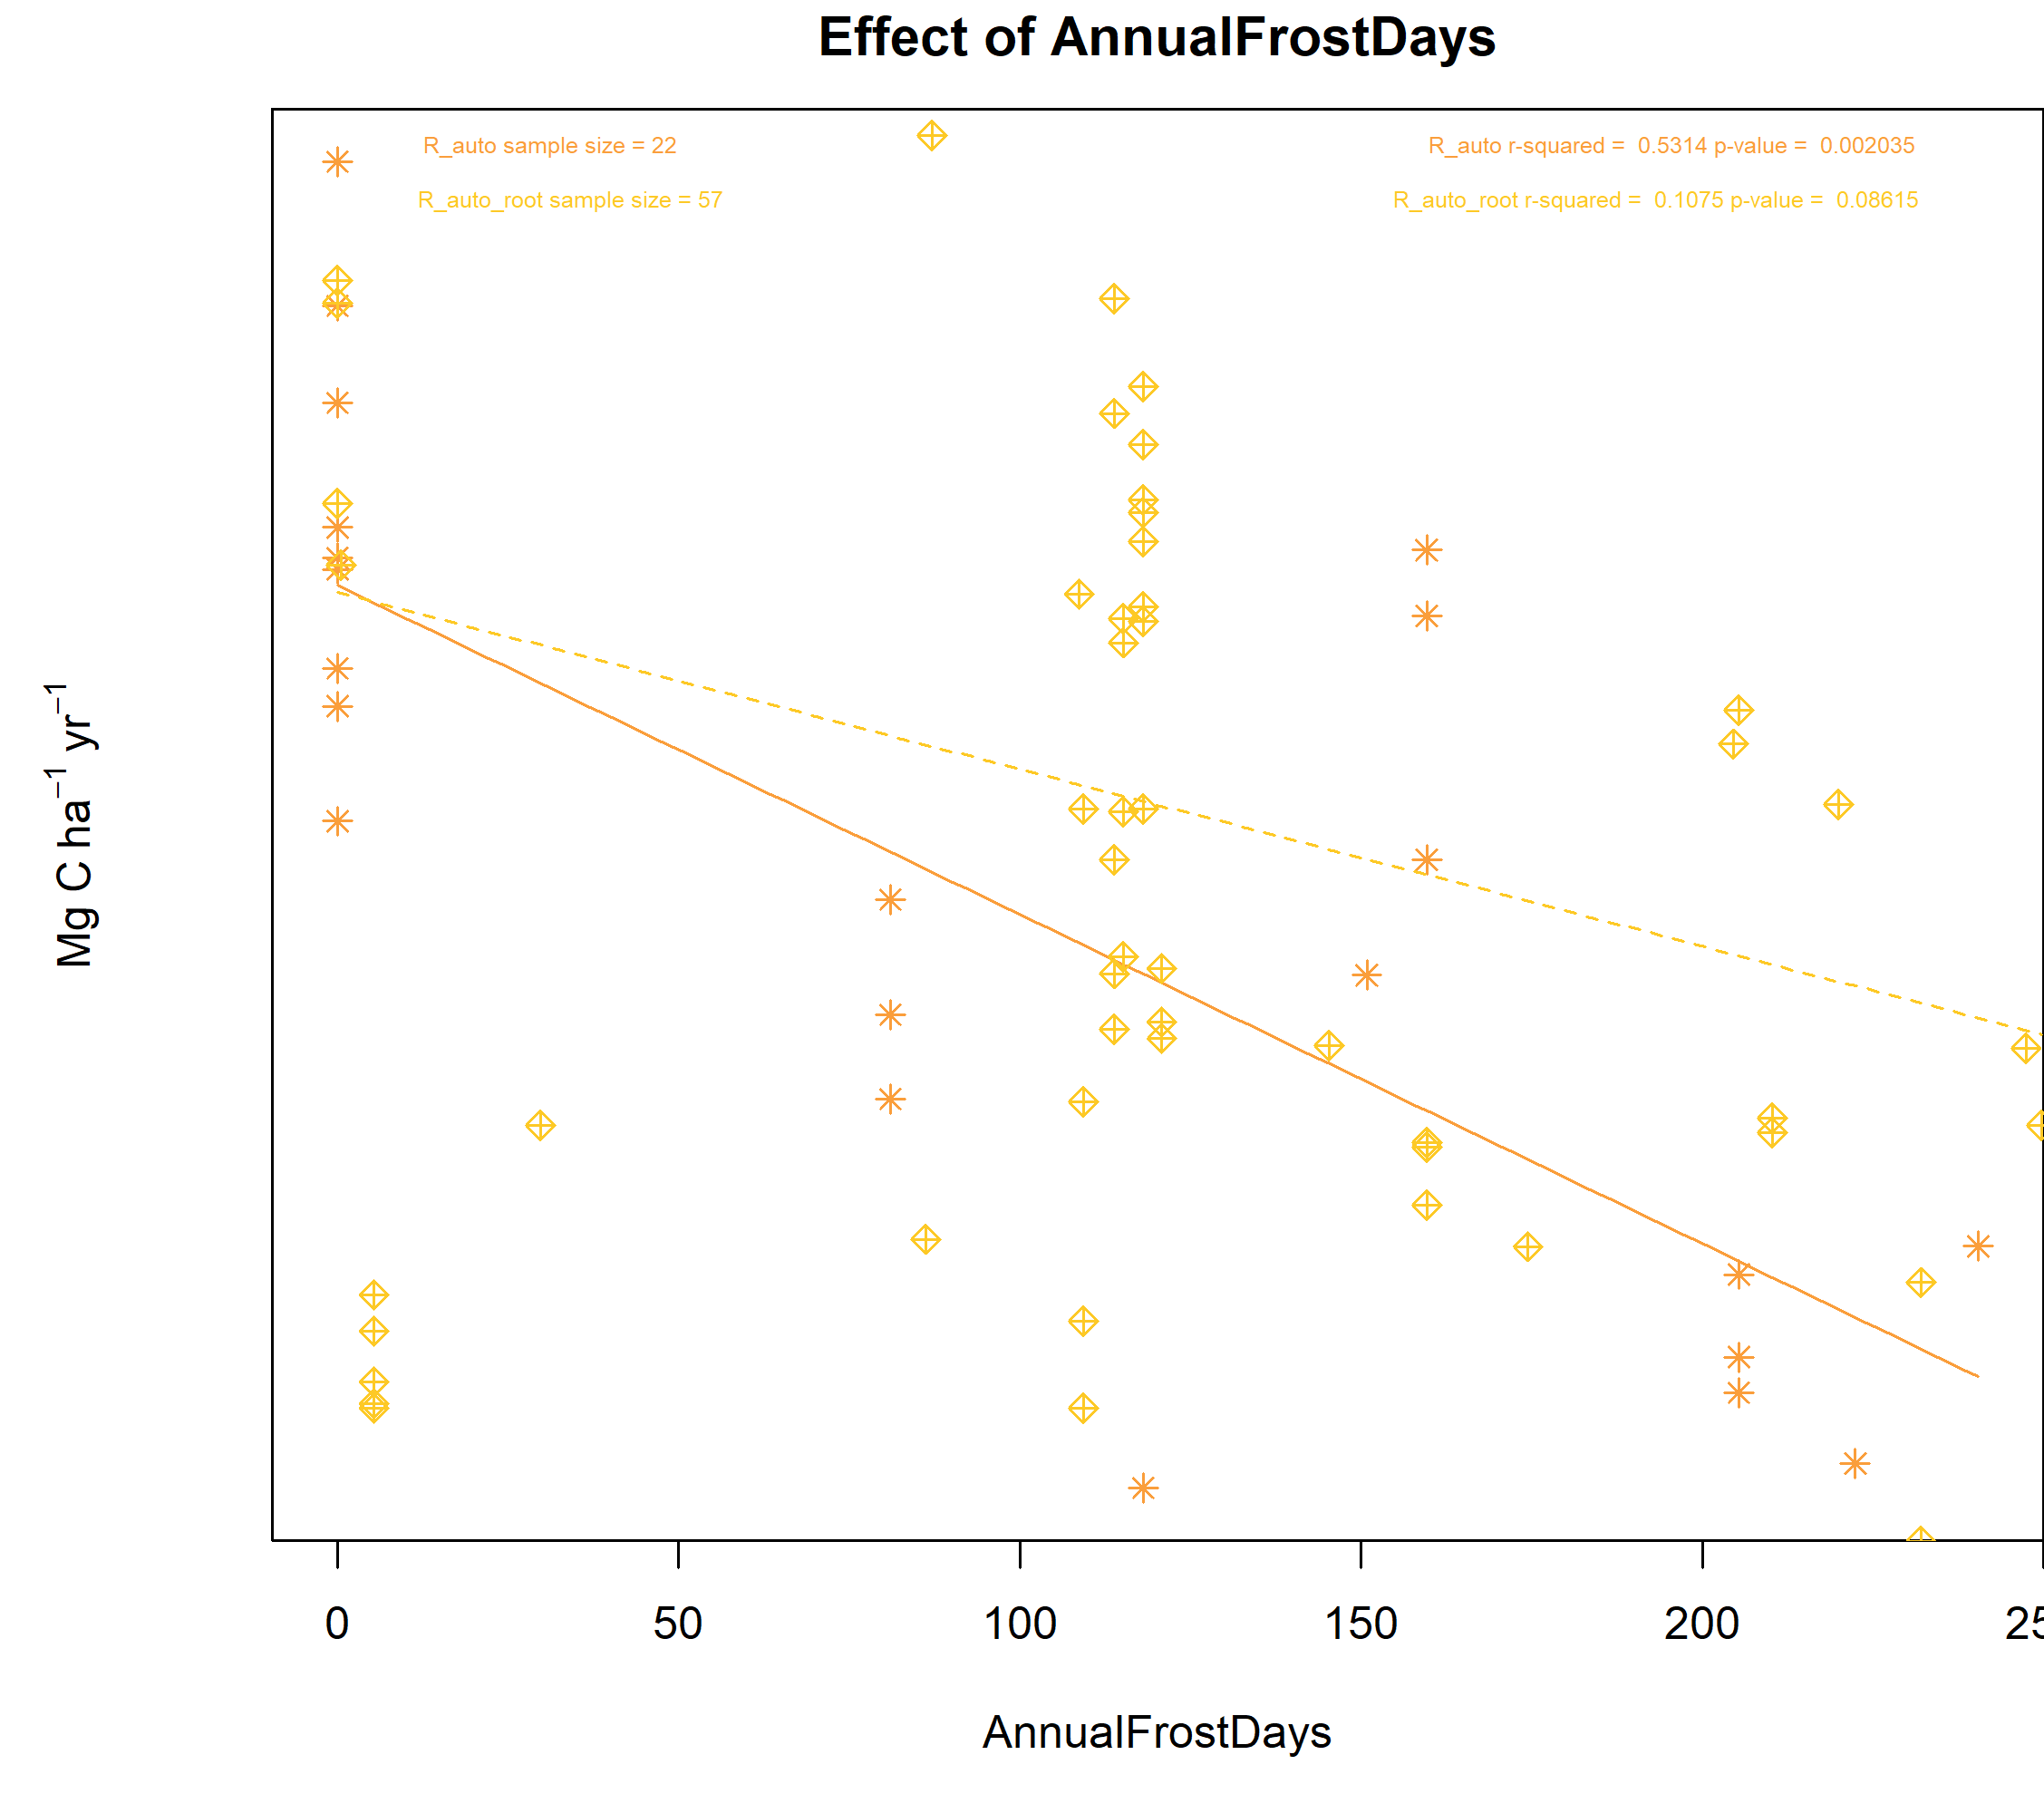 Effect of AnnualFrostDays
R_auto sample size = 22
R_auto r-squared = 0.5314 p-value = 0.002035
R_auto_root sample size = 57
R_auto_root r-squared = 0.1075 p-value = 0.08615
Mg C ha⁻¹ yr⁻¹
0 50 100 150 200 25
AnnualFrostDays